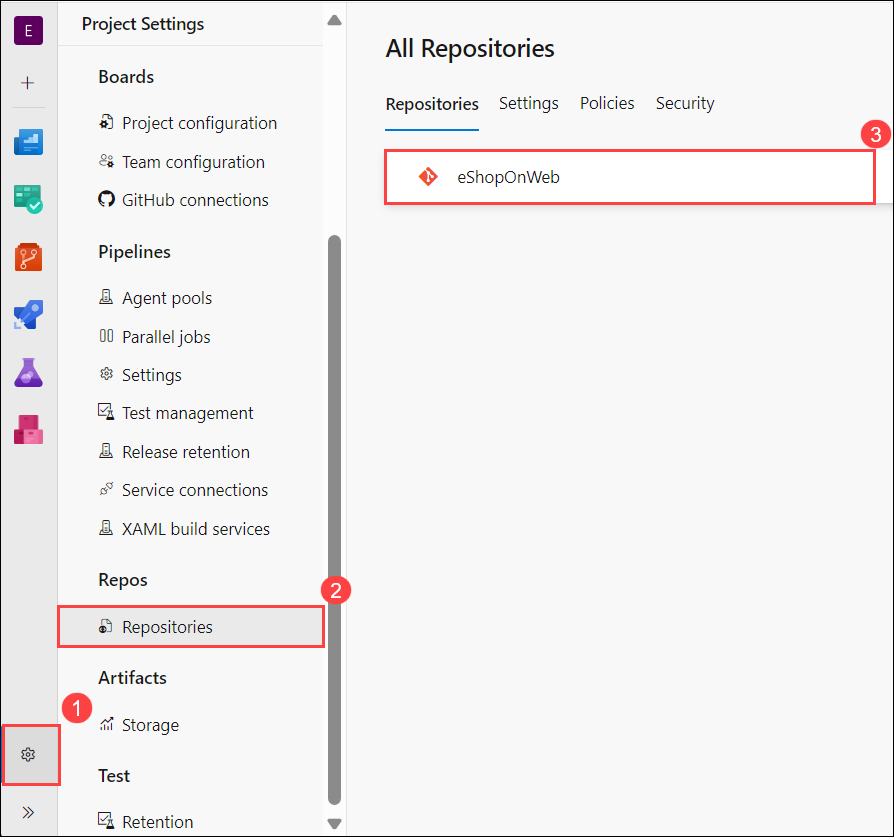 E
Project Settings
Boards
Project configuration
Team configuration
GitHub connections
Pipelines
Agent pools
Parallel jobs
Settings
Test management
Release retention
Service connections
XAML build services
Repos
2
Repositories
Artifacts
1
Storage
Test
Retention
All Repositories
Repositories Settings Policies Security
3
eShopOnWeb